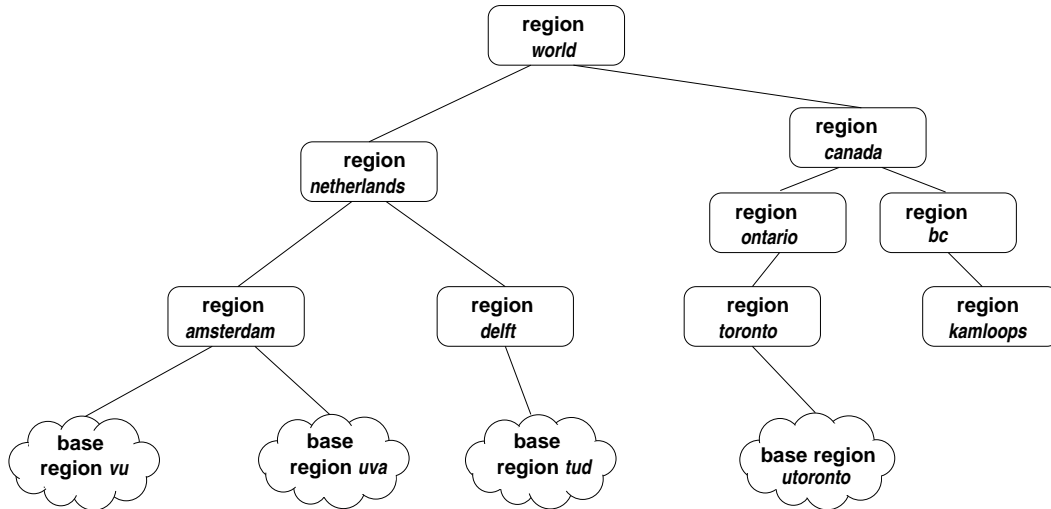 region
world
region
canada
region
netherlands
region
ontario
region
bc
region
amsterdam
region
delft
region
toronto
region
kamloops
base
region vu
base
region uva
base
region tud
base region
utoronto